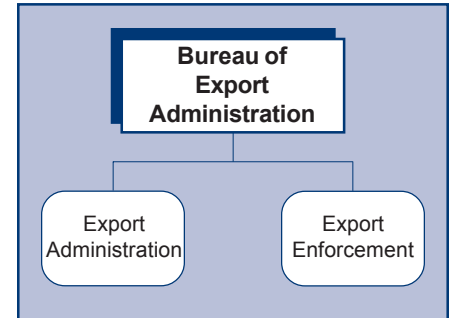 Bureau of
Export
Administration
Export
Administration
Export
Enforcement